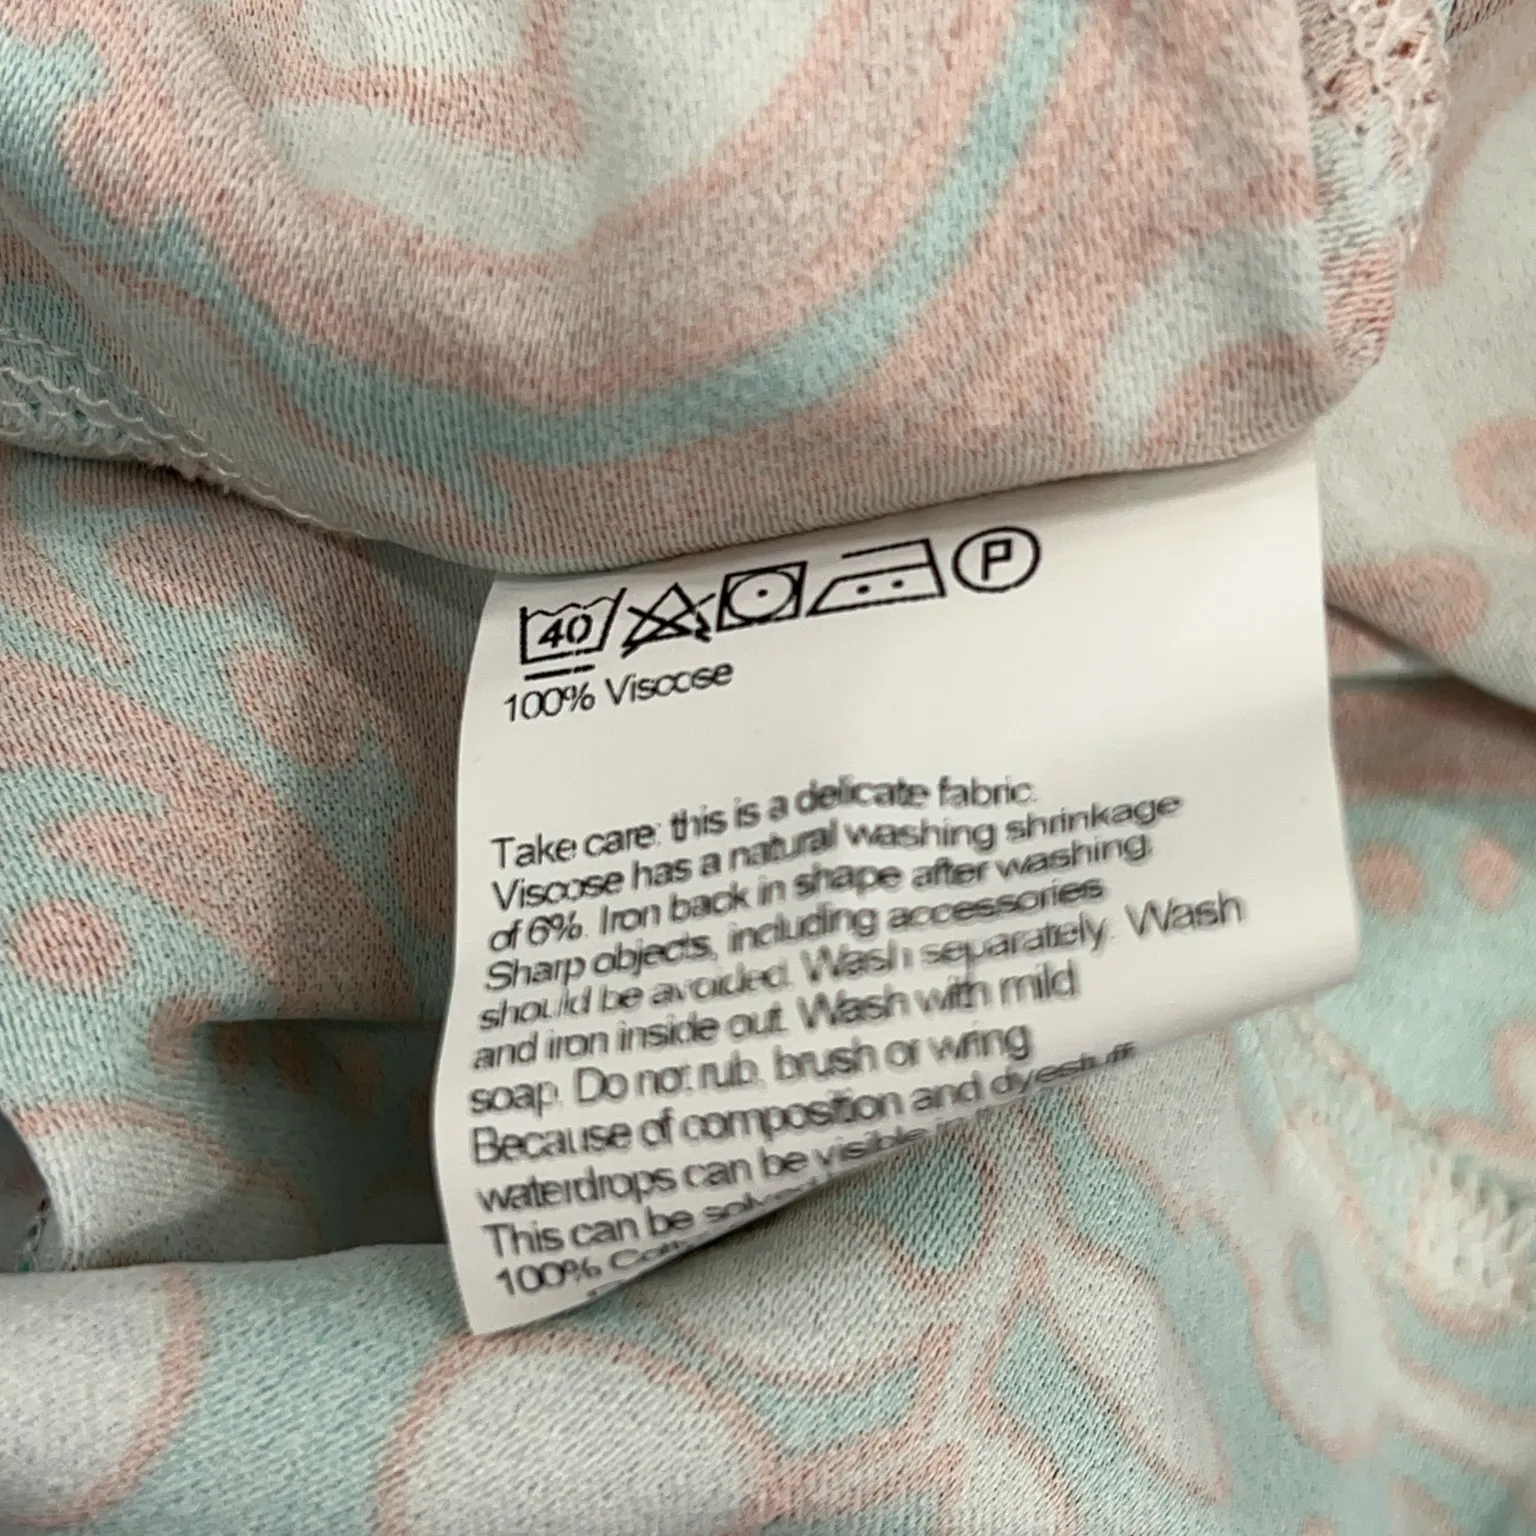 40 P
100% Viscose
Take care: this is a delicate fabric.
Viscose has a natural washing shrinkage
of 6%. Iron back in shape after washing.
Sharp objects, including accessories
should be avoided. Wash separately. Wash
and iron inside out. Wash with mild
soap. Do not rub, brush or wring
Because of composition and dyestuff
waterdrops can be visible
This can be
100%